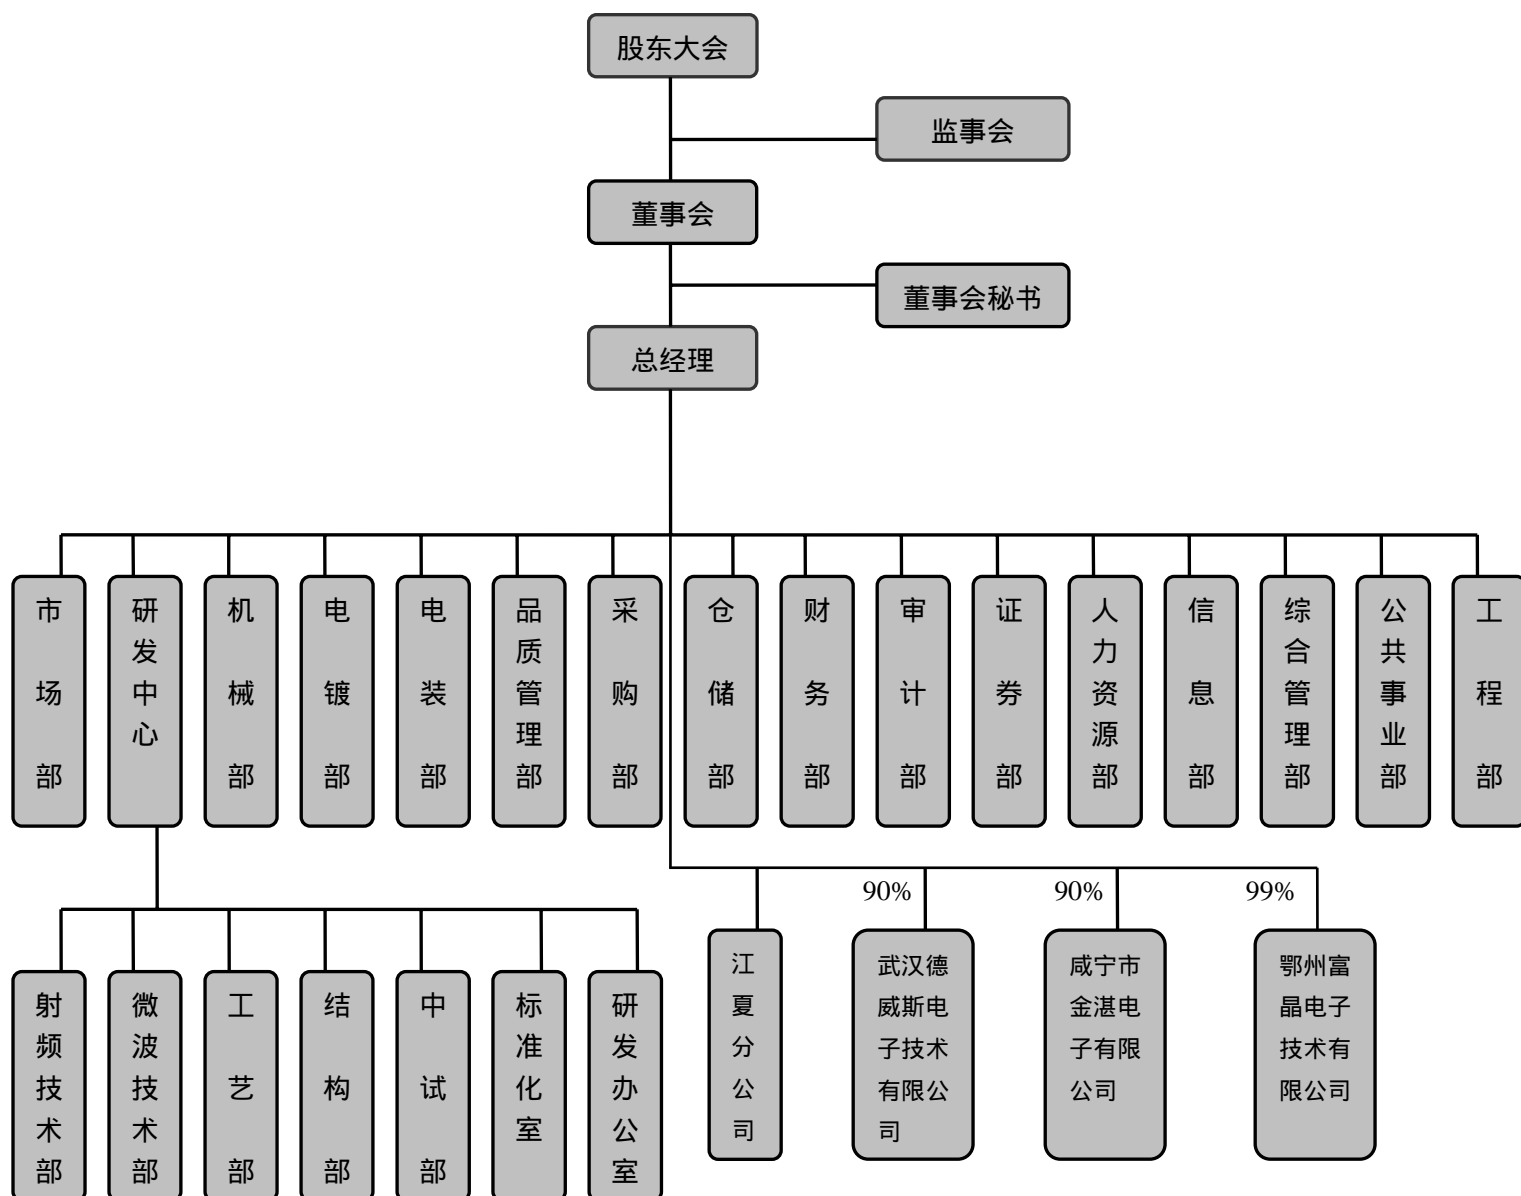 股东大会
监事会
董事会
董事会秘书
总经理
市场部
研发中心
机械部
电镀部
电装部
品质管理部
采购部
仓储部
财务部
审计部
证券部
人力资源部
信息部
综合管理部
公共事业部
工程部
90%
90%
99%
射频技术部
微波技术部
工艺部
结构部
中试部
标准化室
研发办公室
江夏分公司
武汉德
威斯电
子技术
有限公
司
咸宁市
金湛电
子有限
公司
鄂州富
晶电子
技术有
限公司